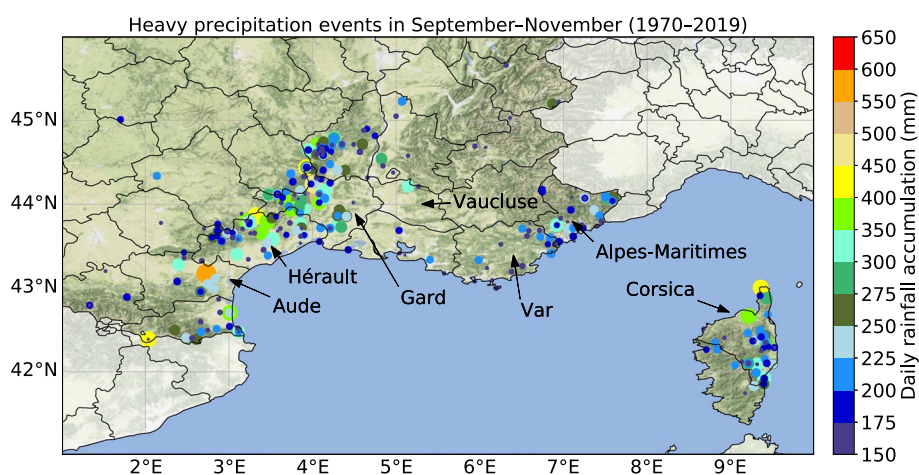 Heavy precipitation events in September–November (1970–2019)
45°N
44°N
43°N
42°N
2°E
3°E
4°E
5°E
6°E
7°E
8°E
9°E
Vaucluse
Alpes-Maritimes
Hérault
Aude
Gard
Var
Corsica
650
600
550
500
450
400
350
300
275
250
225
200
175
150
Daily rainfall accumulation (mm)